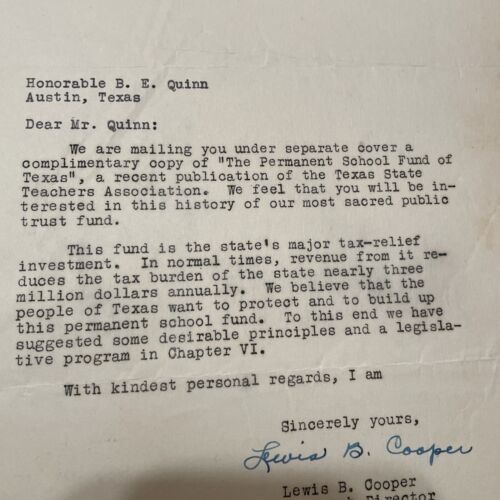 Honorable B. E. Quinn
Austin, Texas
Dear Mr. Quinn:
We are mailing you under separate cover a
complimentary copy of "The Permanent School Fund of
Texas", a recent publication of the Texas State
Teachers Association. We feel that you will be in-
terested in this history of our most sacred public
trust fund.
This fund is the state's major tax-relief
investment. In normal times, revenue from it re-
duces the tax burden of the state nearly three
million dollars annually. We believe that the
people of Texas want to protect and to build up
this permanent school fund. To this end we have
suggested some desirable principles and a legisla-
tive program in Chapter VI.
With kindest personal regards, I am
Sincerely yours,
Lewis B. Cooper
Lewis B. Cooper
Director